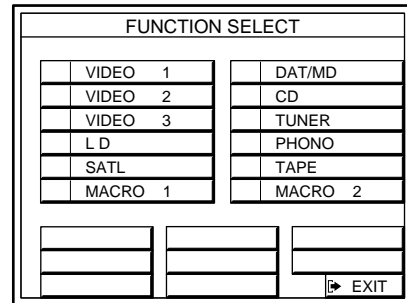 FUNCTION SELECT
VIDEO 1
VIDEO 2
VIDEO 3
L D
SATL
MACRO 1
DAT/MD
CD
TUNER
PHONO
TAPE
MACRO 2
EXIT